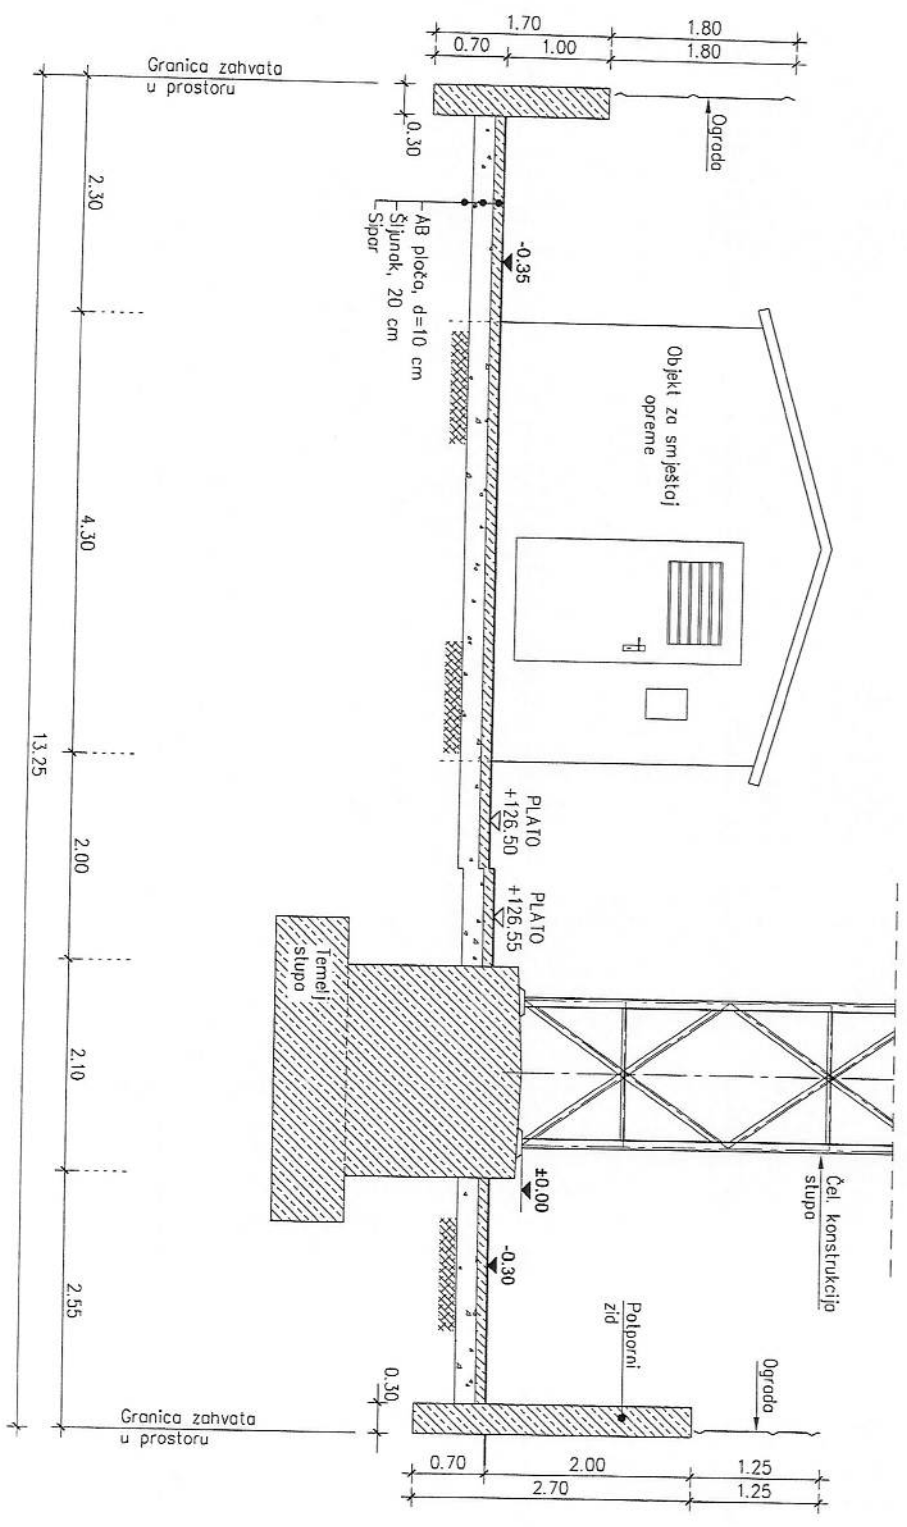 1.70
1.80
0.70
1.00
1.80
Granica zahvata
u prostoru
0.30
Ograda
2.30
AB ploča, d=10 cm
Šljunak, 20 cm
Sipar
-0.35
Objekt za smještaj
opreme
4.30
13.25
PLATO
+126.50
2.00
PLATO
+126.55
Temelj
stupa
2.10
±0.00
Čel. konstrukcija
stupa
-0.30
2.55
Potporni
zid
Ograda
0.30
Granica zahvata
u prostoru
0.70
2.00
1.25
2.70
1.25